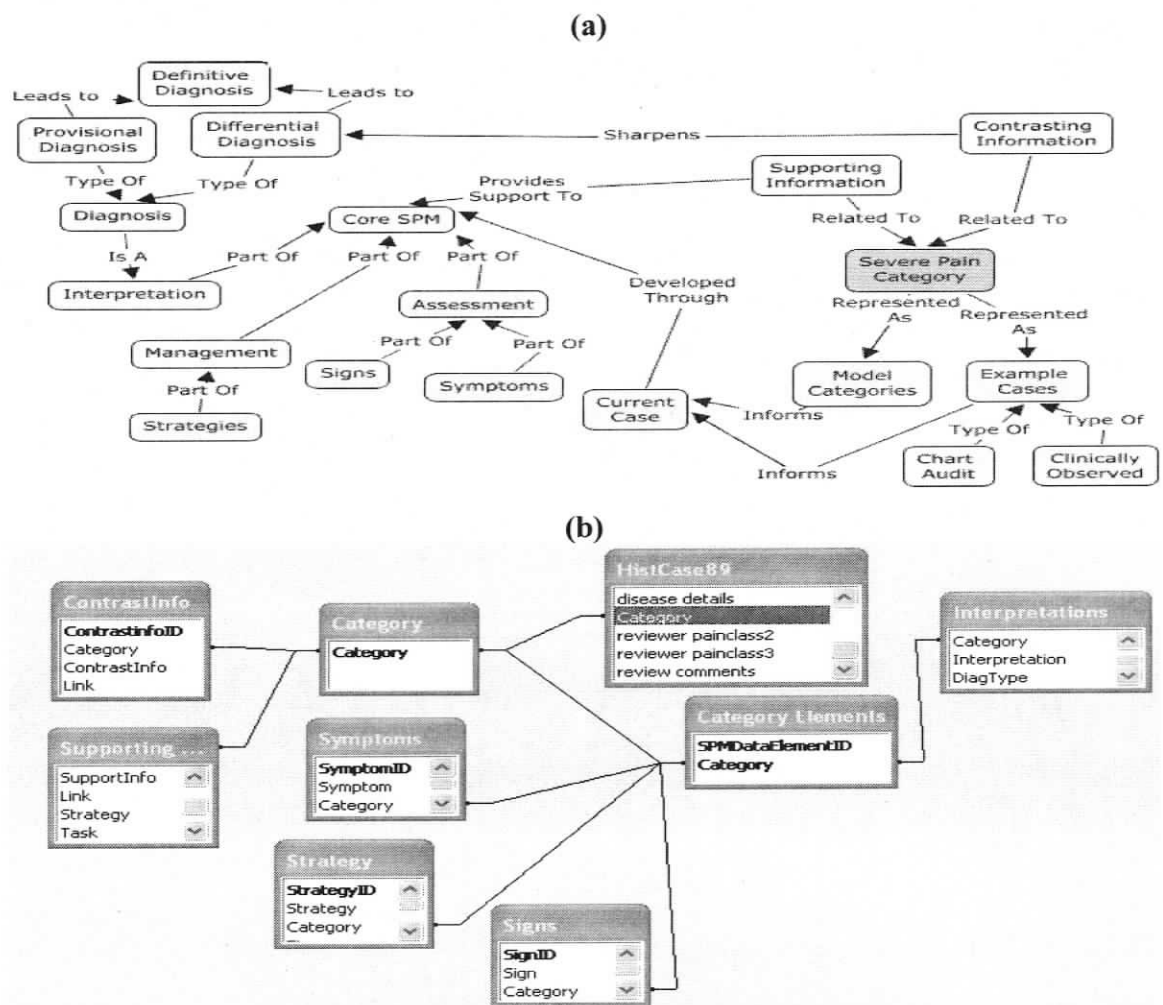 (a)
Definitive
Diagnosis
Leads to
Leads to
Provisional
Diagnosis
Differential
Diagnosis
Sharpens
Contrasting
Information
Type Of
Type Of
Provides
Support To
Supporting
Information
Diagnosis
Core SPM
Related To
Related To
Is A
Part Of
Part Of
Part Of
Severe Pain
Category
Interpretation
Assessment
Developed
Through
Represented
As
Represented
As
Management
Part Of
Part Of
Signs
Symptoms
Part Of
Model
Categories
Example
Cases
Current
Case
Informs
Strategies
Type Of
Type Of
Informs
Chart
Audit
Clinically
Observed
(b)
ContrastInfo
ContrastinfoID
Category
ContrastInfo
Link
Category
Category
HistCase89
disease details
Category
reviewer painclass2
reviewer painclass3
review comments
Interpretations
Category
Interpretation
DiagType
Supporting ...
SupportInfo
Link
Strategy
Task
Symptoms
SymptomID
Symptom
Category
Category Elements
SPMDataElementID
Category
Strategy
StrategyID
Strategy
Category
Signs
SignID
Sign
Category